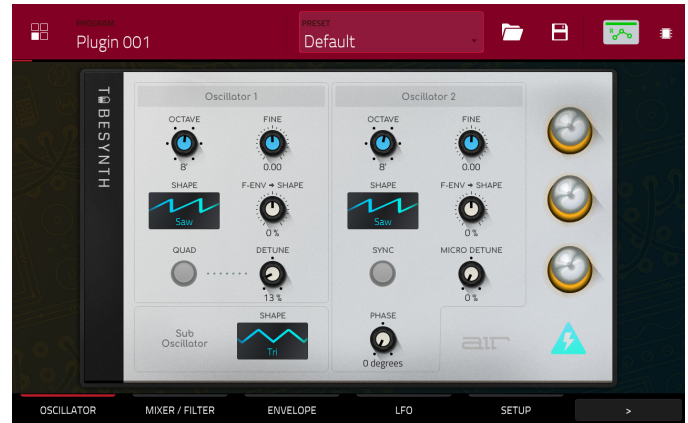 PROGRAM
Plugin 001
PRESET
Default
TUBESYNTH
Oscillator 1
Oscillator 2
OCTAVE
FINE
OCTAVE
FINE
8'
0.00
8'
0.00
SHAPE
F-ENV → SHAPE
SHAPE
F-ENV → SHAPE
Saw
0 %
Saw
0 %
QUAD
DETUNE
SYNC
MICRO DETUNE
13 %
0 %
Sub
Oscillator
SHAPE
Tri
PHASE
0 degrees
air
OSCILLATOR
MIXER / FILTER
ENVELOPE
LFO
SETUP
>